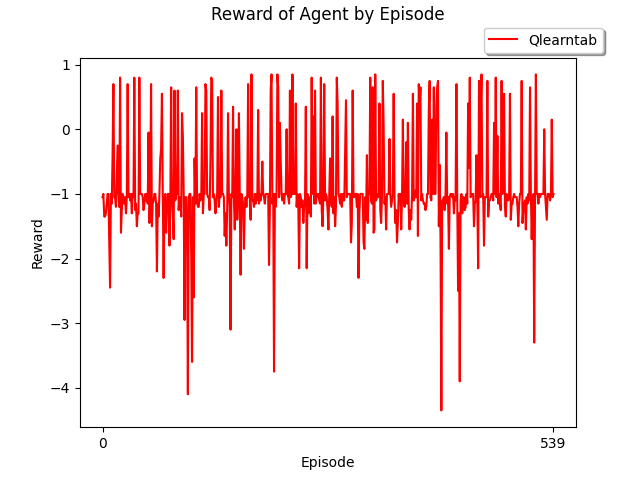 Reward of Agent by Episode
Qlearntab
1
0
−1
−2
−3
−4
Reward
0
539
Episode